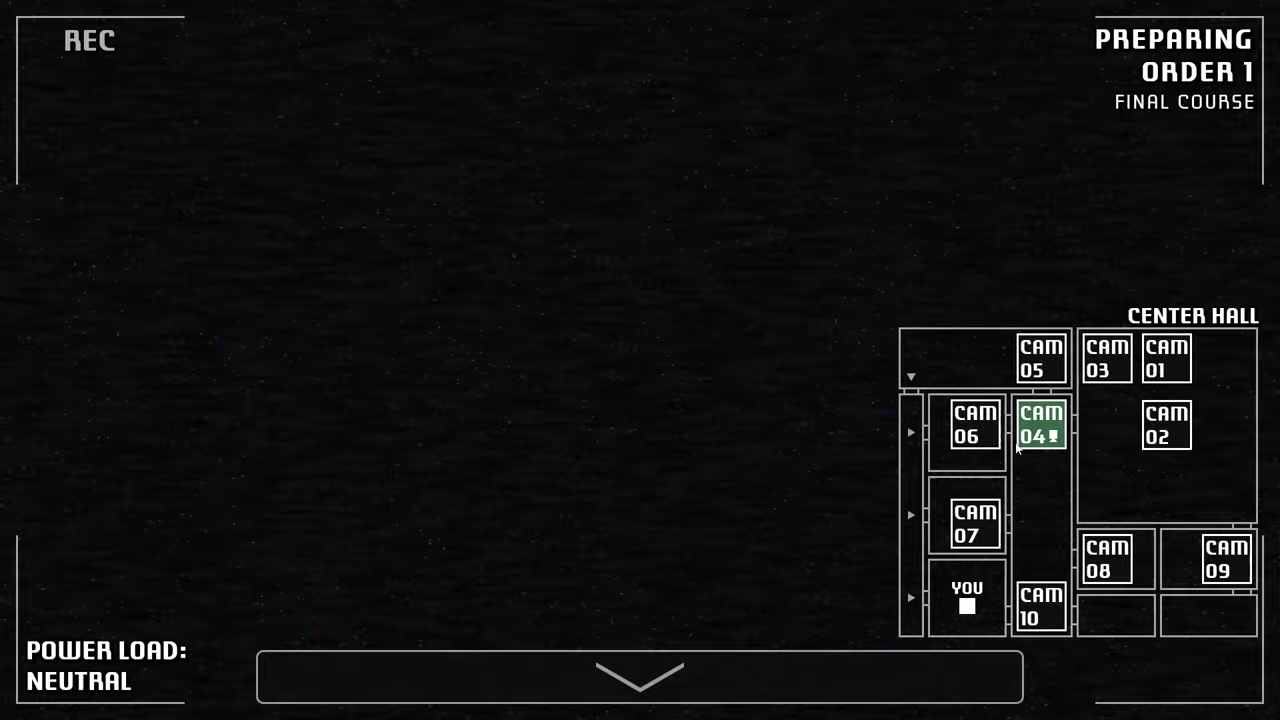 REC
PREPARING
ORDER 1
FINAL COURSE
CENTER HALL
CAM
05
CAM
03
CAM
01
CAM
06
CAM
04
CAM
02
CAM
07
CAM
08
CAM
09
YOU
CAM
10
POWER LOAD:
NEUTRAL